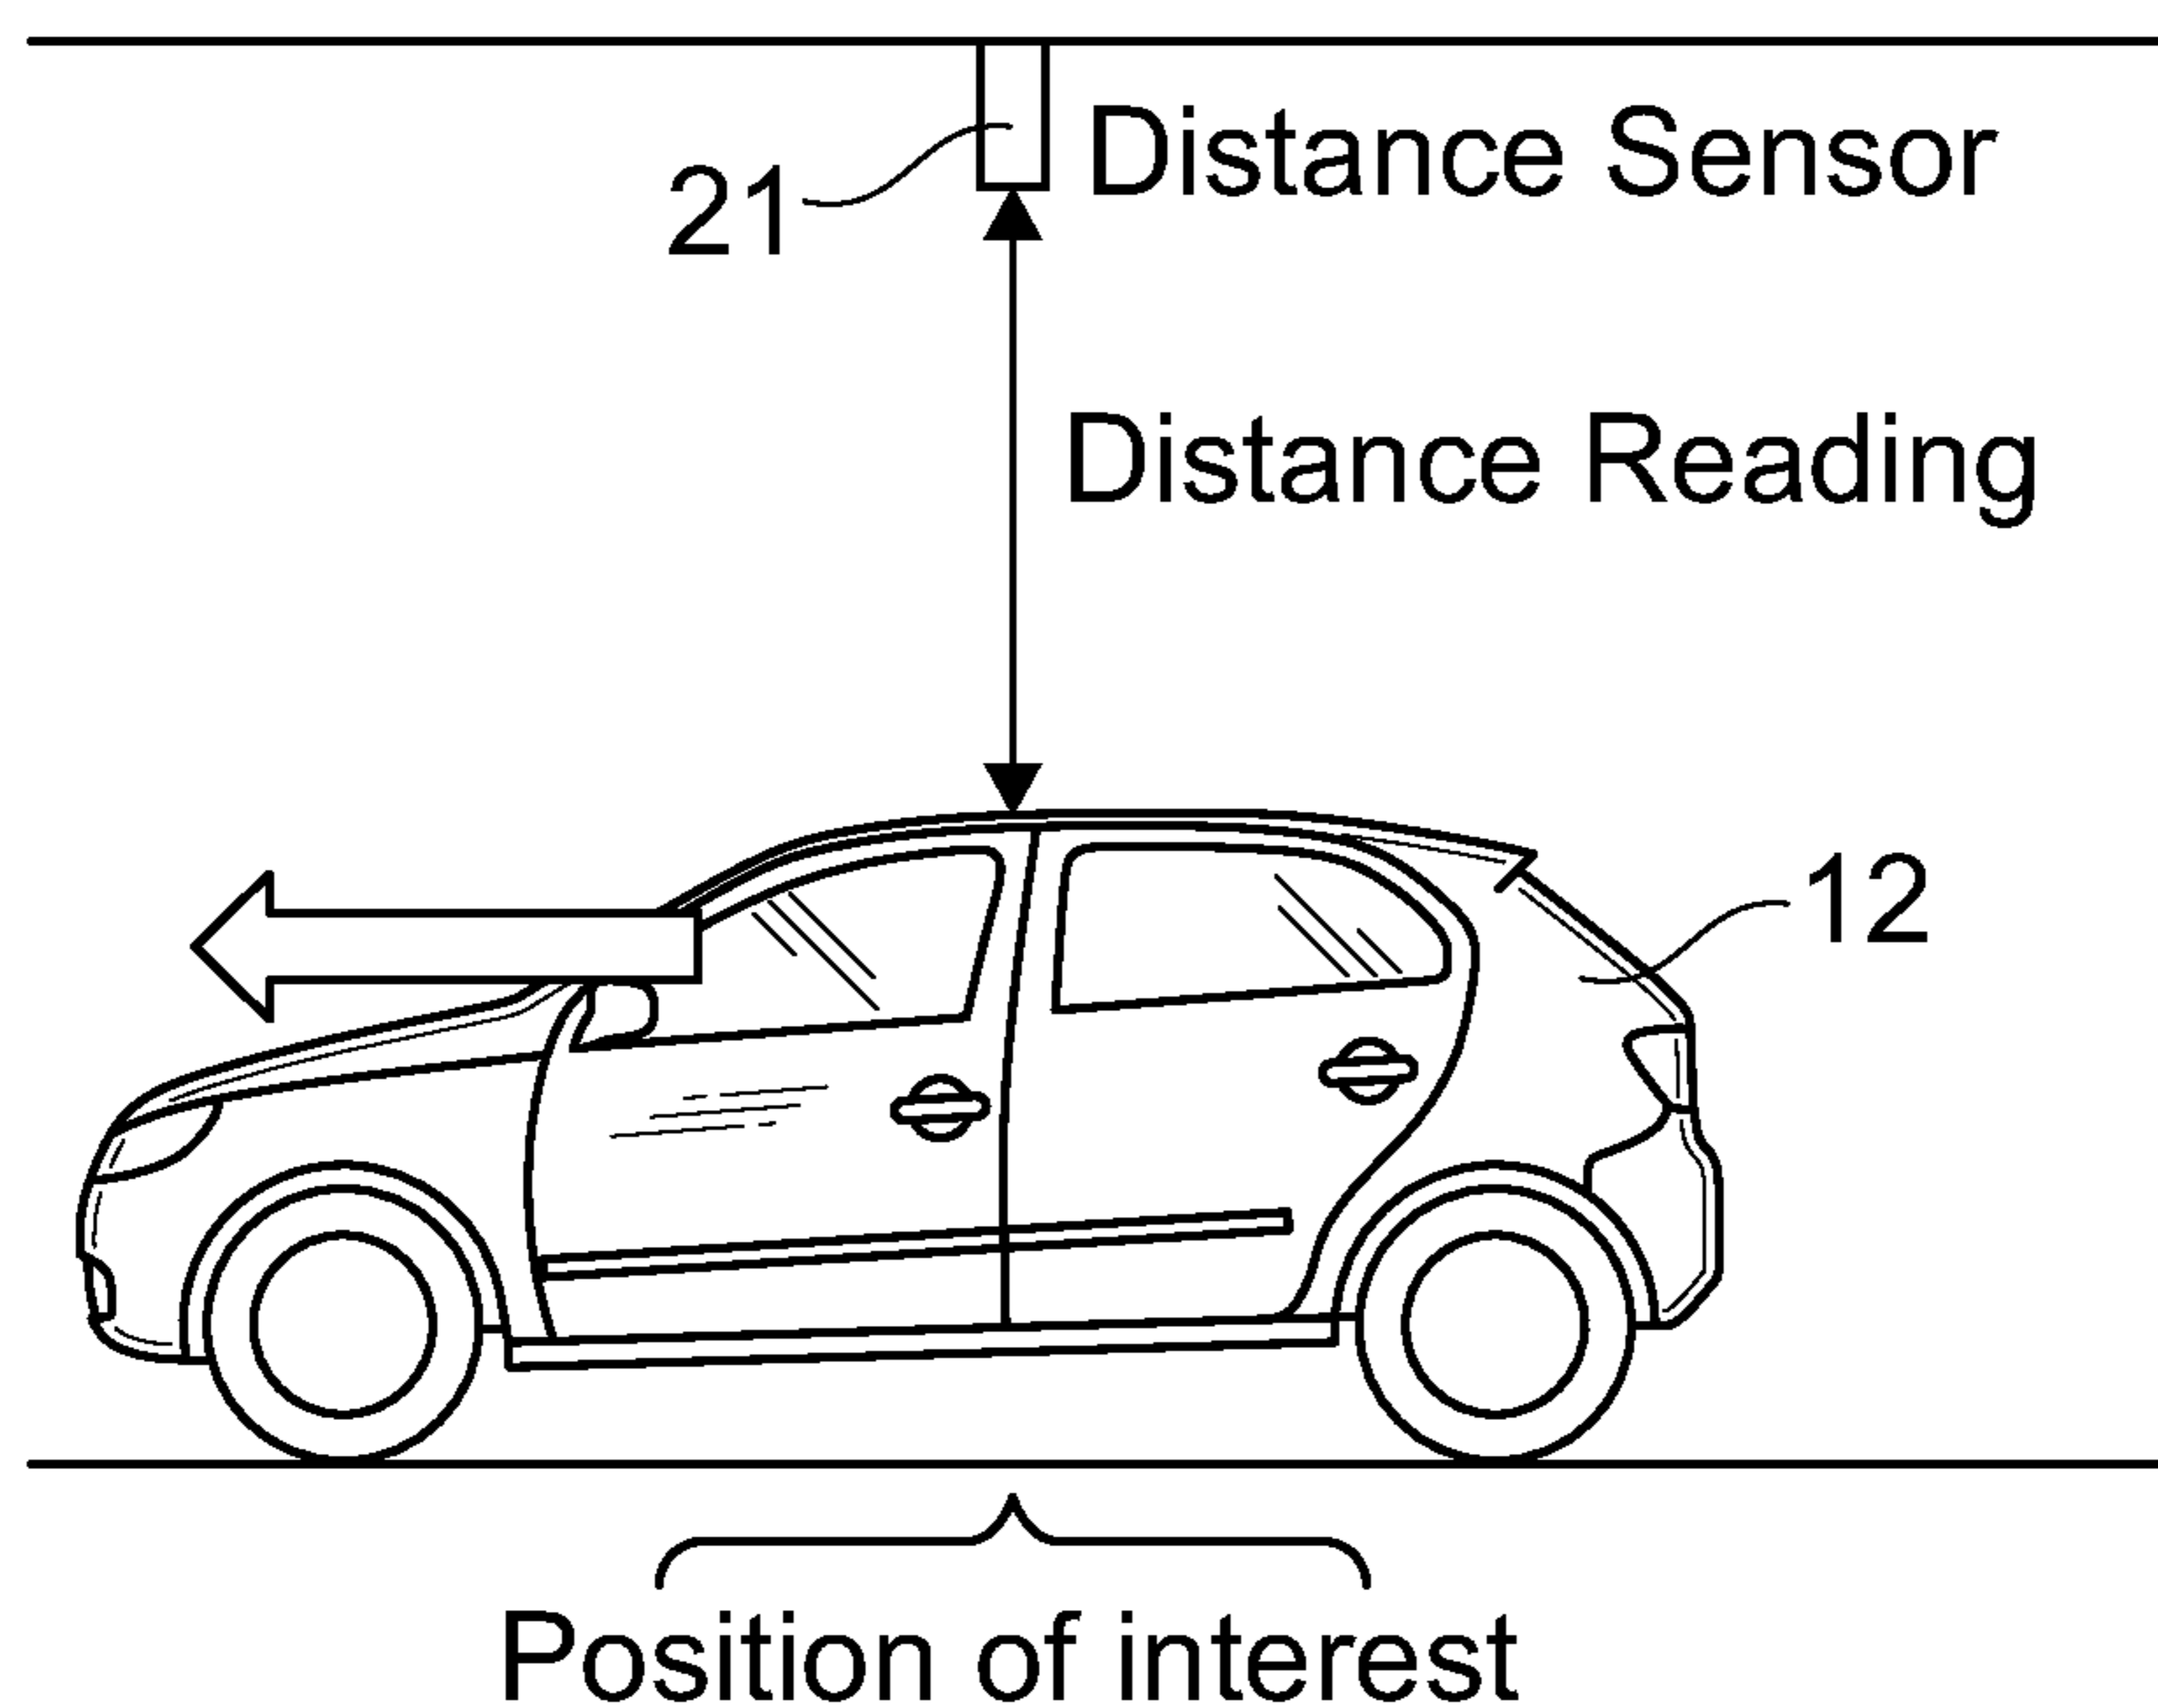 Distance Sensor
21
Distance Reading
12
Position of interest